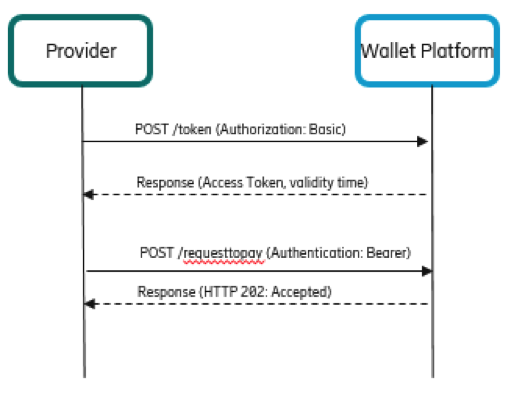 Provider
Wallet Platform
POST /token (Authorization: Basic)
Response (Access Token, validity time)
POST /requesttopay (Authentication: Bearer)
Response (HTTP 202: Accepted)